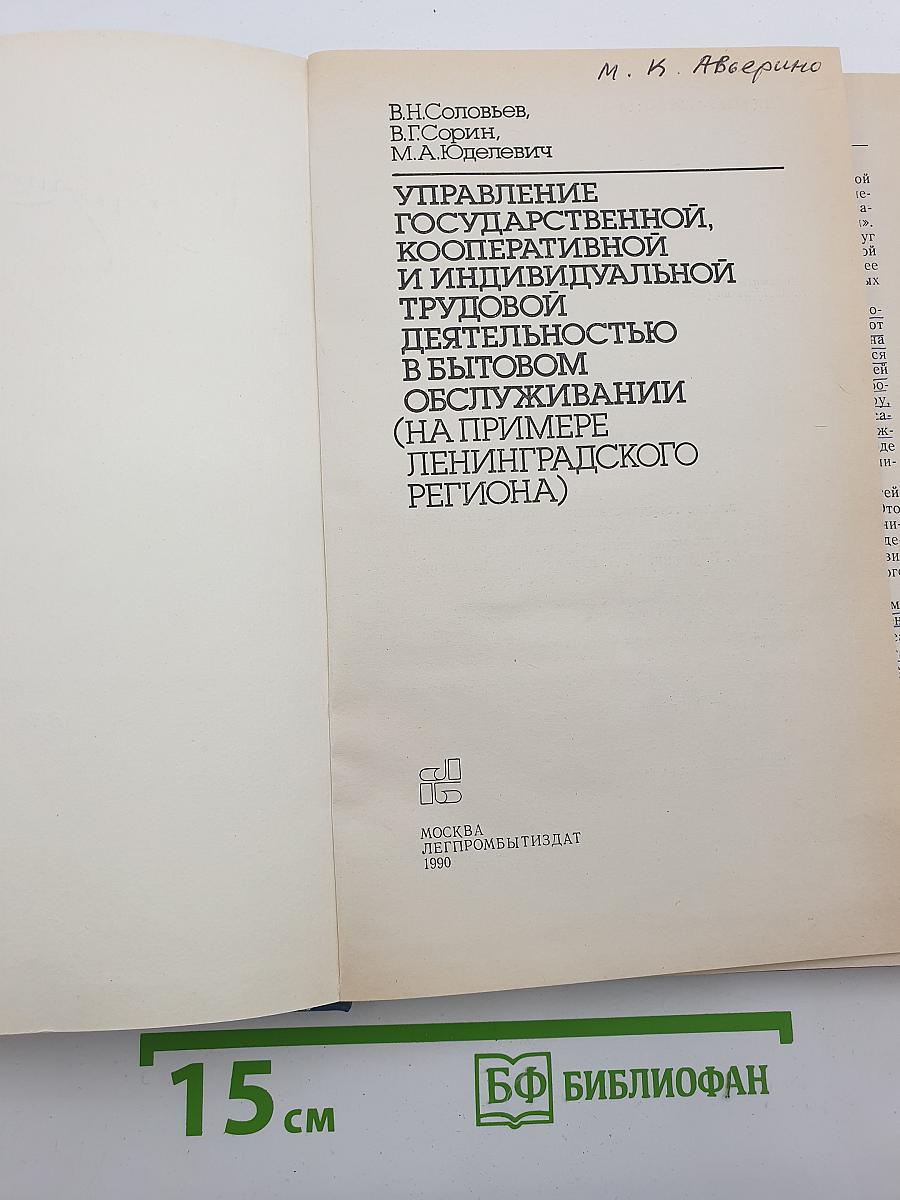 М. К. Авьерино
В.Н.Соловьев,
В.Г.Сорин,
М.А.Юделевич
УПРАВЛЕНИЕ
ГОСУДАРСТВЕННОЙ,
КООПЕРАТИВНОЙ
И ИНДИВИДУАЛЬНОЙ
ТРУДОВОЙ
ДЕЯТЕЛЬНОСТЬЮ
В БЫТОВОМ
ОБСЛУЖИВАНИИ
(НА ПРИМЕРЕ
ЛЕНИНГРАДСКОГО
РЕГИОНА)
МОСКВА
ЛЕГПРОМБЫТИЗДАТ
1990
15 см
БФ БИБЛИОФАН